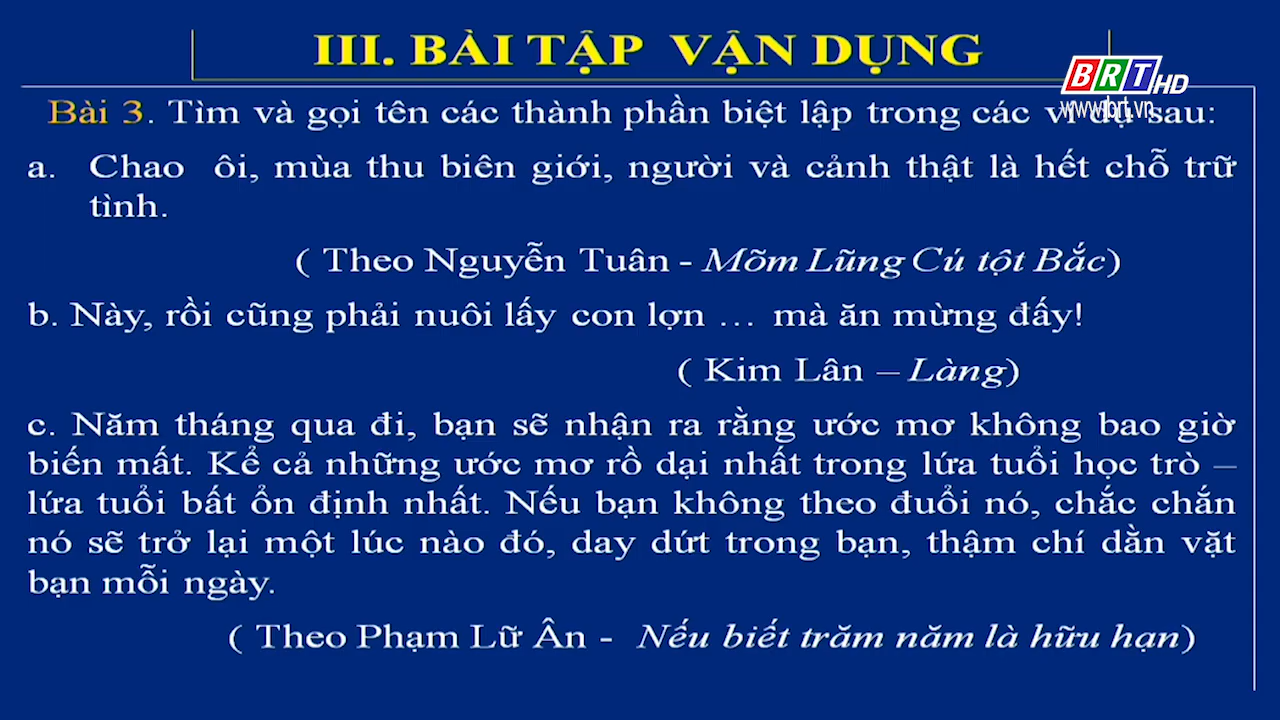 III. BÀI TẬP VẬN DỤNG
BRT HD
www.brt.vn
Bài 3. Tìm và gọi tên các thành phần biệt lập trong các ví dụ sau:
a. Chao ôi, mùa thu biên giới, người và cảnh thật là hết chỗ trữ
tình.
( Theo Nguyễn Tuân - Mõm Lũng Cú tột Bắc)
b. Này, rồi cũng phải nuôi lấy con lợn … mà ăn mừng đấy!
( Kim Lân – Làng)
c. Năm tháng qua đi, bạn sẽ nhận ra rằng ước mơ không bao giờ
biến mất. Kể cả những ước mơ rồ dại nhất trong lứa tuổi học trò –
lứa tuổi bất ổn định nhất. Nếu bạn không theo đuổi nó, chắc chắn
nó sẽ trở lại một lúc nào đó, day dứt trong bạn, thậm chí dằn vặt
bạn mỗi ngày.
( Theo Phạm Lữ Ân - Nếu biết trăm năm là hữu hạn)